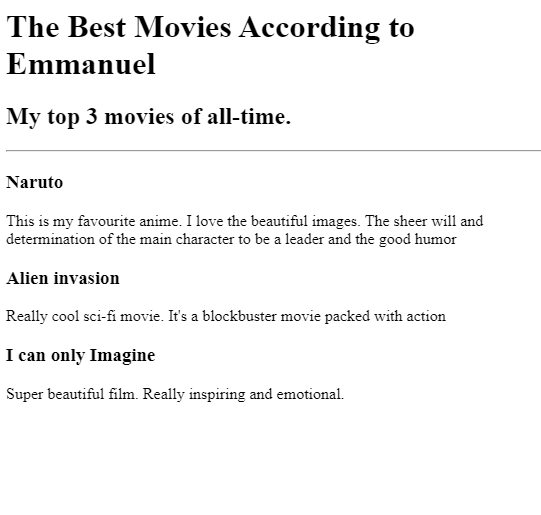 The Best Movies According to
Emmanuel
My top 3 movies of all-time.
Naruto
This is my favourite anime. I love the beautiful images. The sheer will and
determination of the main character to be a leader and the good humor
Alien invasion
Really cool sci-fi movie. It's a blockbuster movie packed with action
I can only Imagine
Super beautiful film. Really inspiring and emotional.